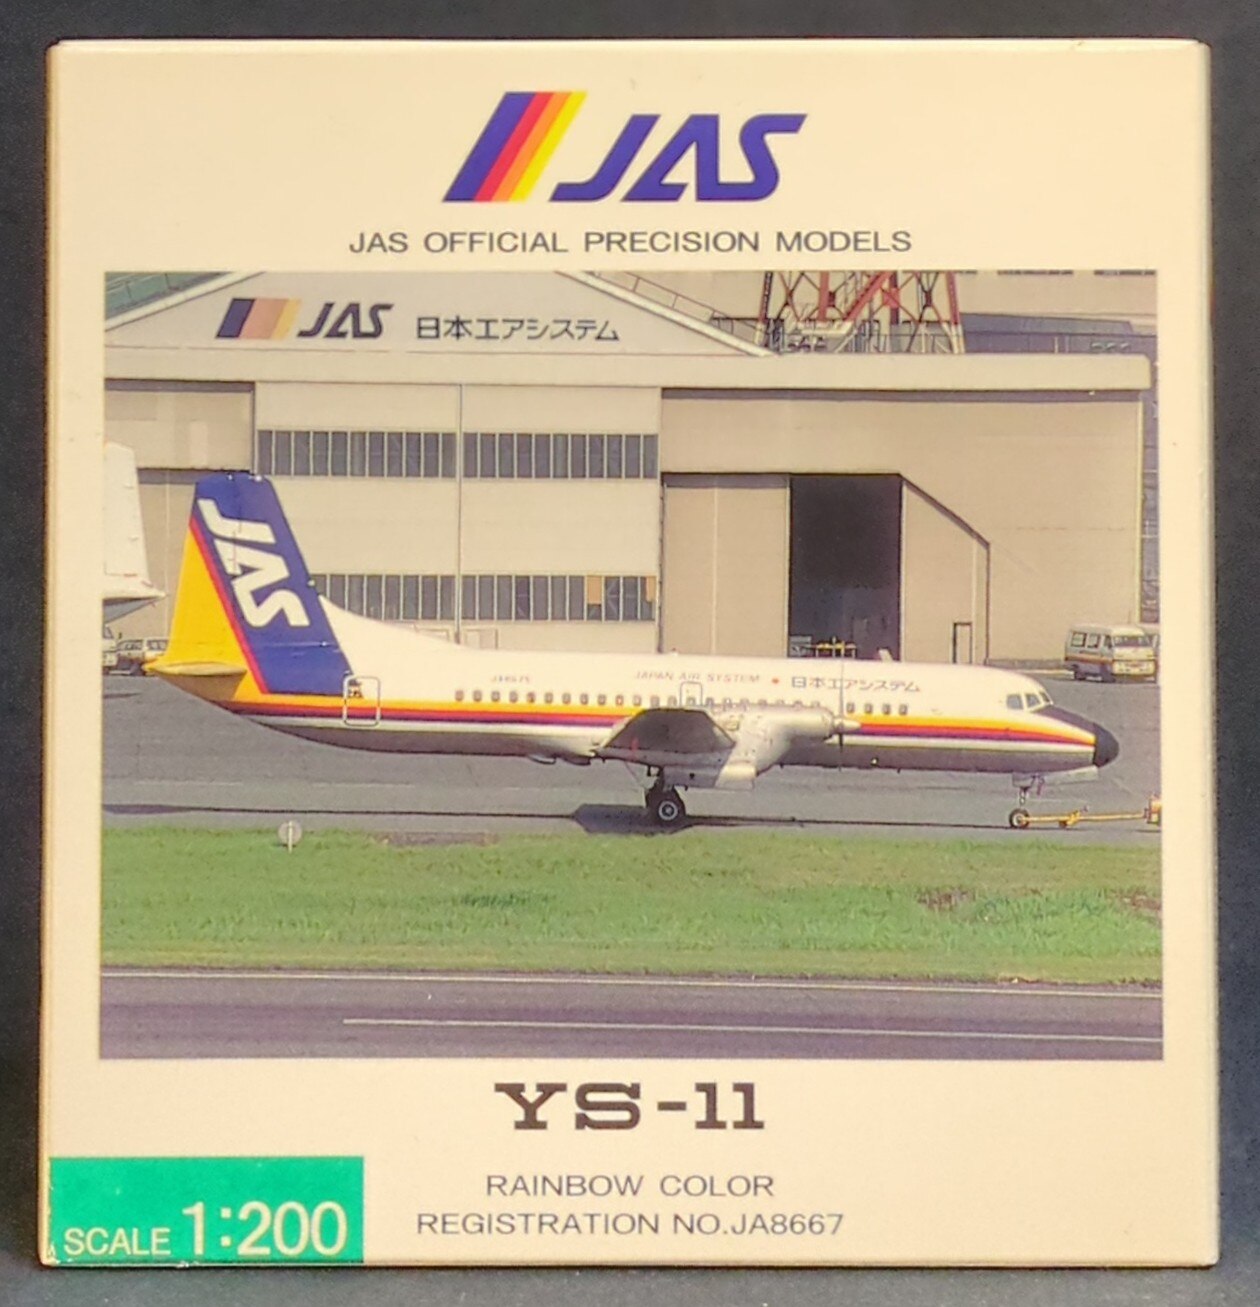 JAS
JAS OFFICIAL PRECISION MODELS
JAS 日本エアシステム
JAS
JAPAN AIR SYSTEM 日本エアシステム
YS-11
RAINBOW COLOR
REGISTRATION NO.JA8667
SCALE 1:200